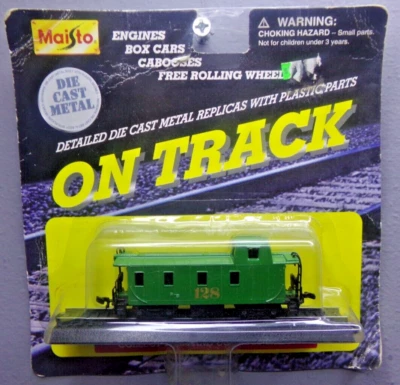 Maisto
ENGINES
BOX CARS
CABOOSES
FREE ROLLING WHEEL
WARNING:
CHOKING HAZARD - Small parts.
Not for children under 3 years.
DIE
CAST
METAL
DETAILED DIE CAST METAL REPLICAS WITH PLASTIC PARTS
ON TRACK
128